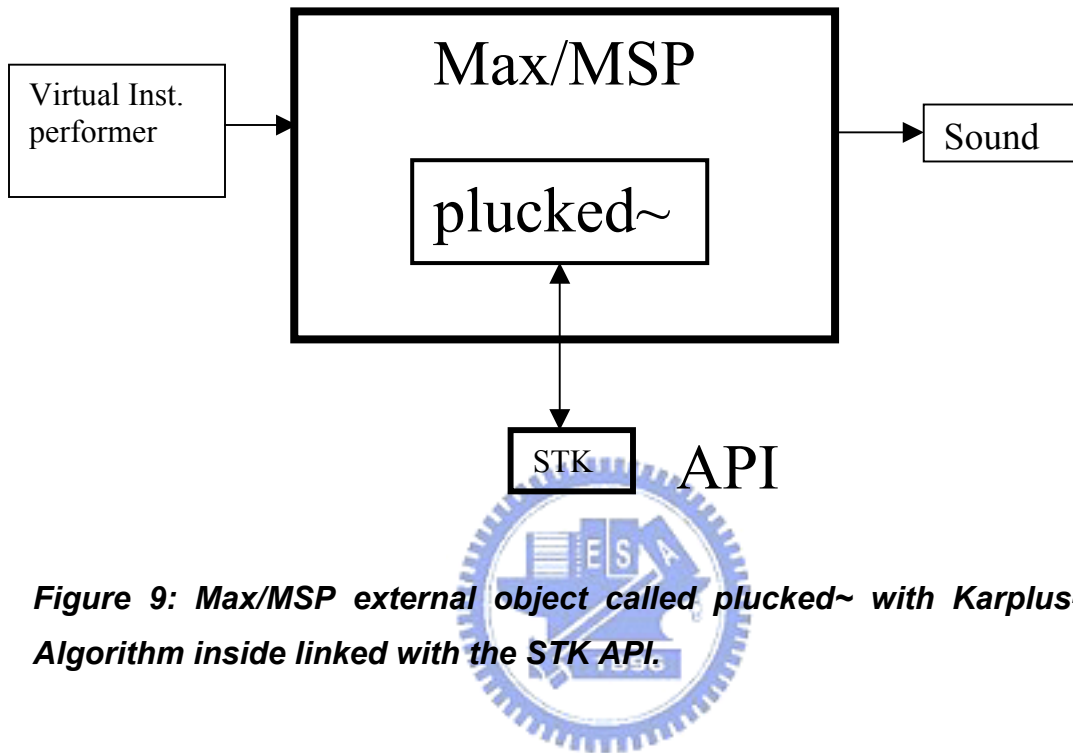 Max/MSP
Virtual Inst.
performer
Sound
plucked~
STK
API
E S A
Figure 9: Max/MSP external object called plucked~ with Karplus-
Algorithm inside linked with the STK API.
1896